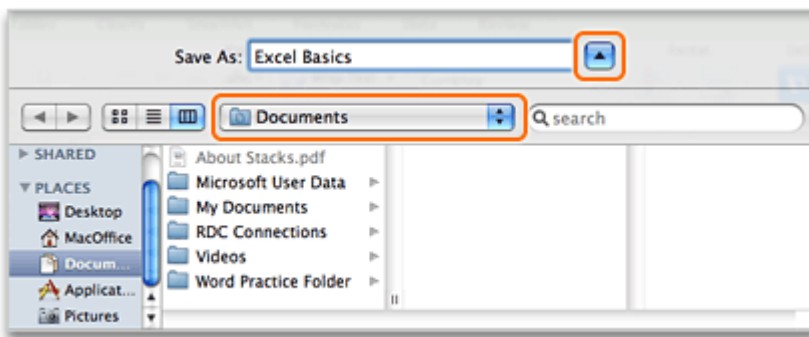 Save As: Excel Basics
Documents
search
SHARED
PLACES
Desktop
MacOffice
Docum...
Applicat...
Pictures
About Stacks.pdf
Microsoft User Data
My Documents
RDC Connections
Videos
Word Practice Folder